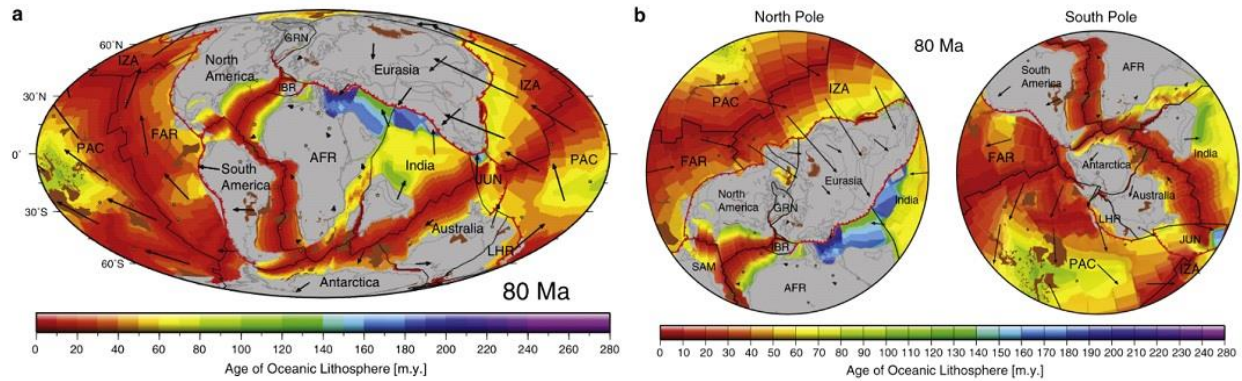 a
60˚N
30˚N
0˚
30˚S
60˚S
GRN
IZA
North
America
Eurasia
IZA
IBR
FAR
PAC
AFR
India
PAC
South
America
JUN
Australia
LHR
Antarctica
80 Ma
0 20 40 60 80 100 120 140 160 180 200 220 240 260 280
Age of Oceanic Lithosphere [m.y.]
b
North Pole
South Pole
80 Ma
PAC
IZA
FAR
North
America
GRN
Eurasia
India
IBR
SAM
AFR
South
America
AFR
FAR
Antarctica
India
Australia
LHR
JUN
PAC
IZA
0 10 20 30 40 50 60 70 80 90 100 110 120 130 140 150 160 170 180 190 200 210 220 230 240 250 280
Age of Oceanic Lithosphere [m.y.]